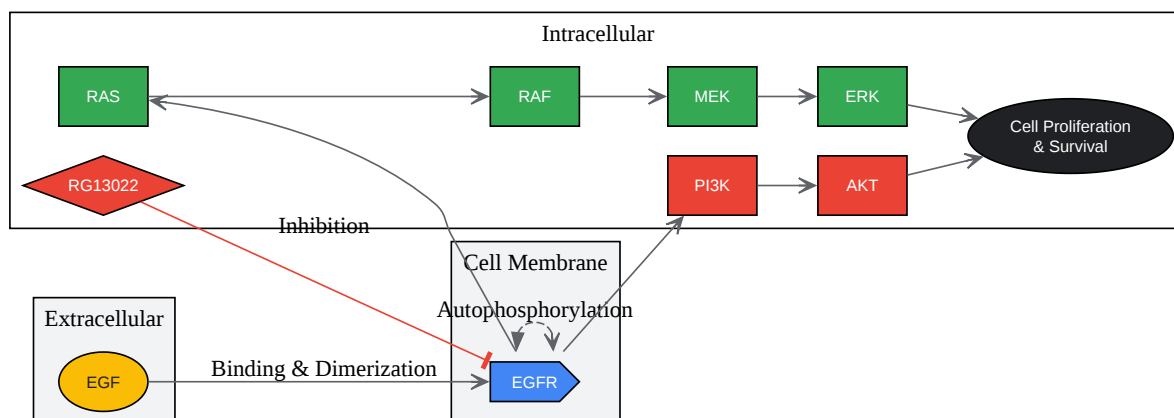 Intracellular
RAS
RAF
MEK
ERK
Cell Proliferation
& Survival
RG13022
PI3K
AKT
Inhibition
Cell Membrane
Autophosphorylation
Extracellular
EGF
Binding & Dimerization
EGFR